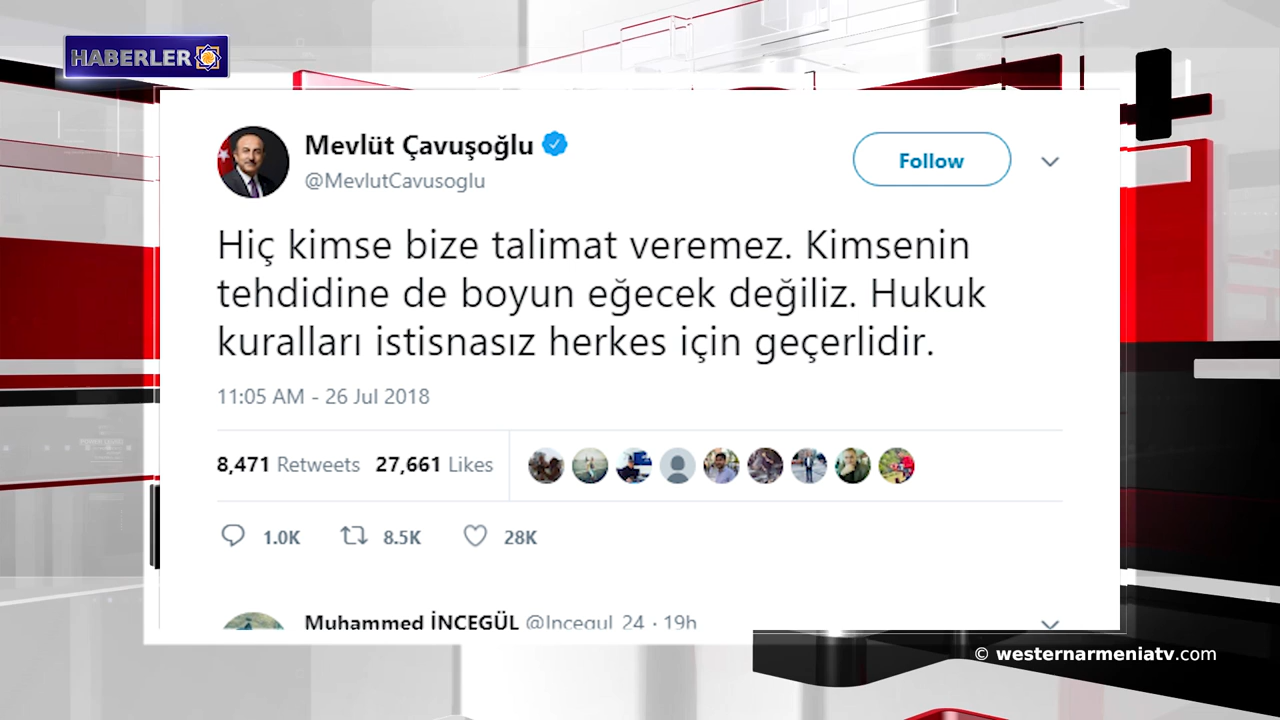 HABERLER
Mevlüt Çavuşoğlu
@MevlutCavusoglu
Follow
Hiç kimse bize talimat veremez. Kimsenin
tehdidine de boyun eğecek değiliz. Hukuk
kuralları istisnasız herkes için geçerlidir.
11:05 AM - 26 Jul 2018
8,471 Retweets 27,661 Likes
1.0K 8.5K 28K
Muhammed İNCEGÜL @Incegul_24 · 19h
© westernarmeniatv.com